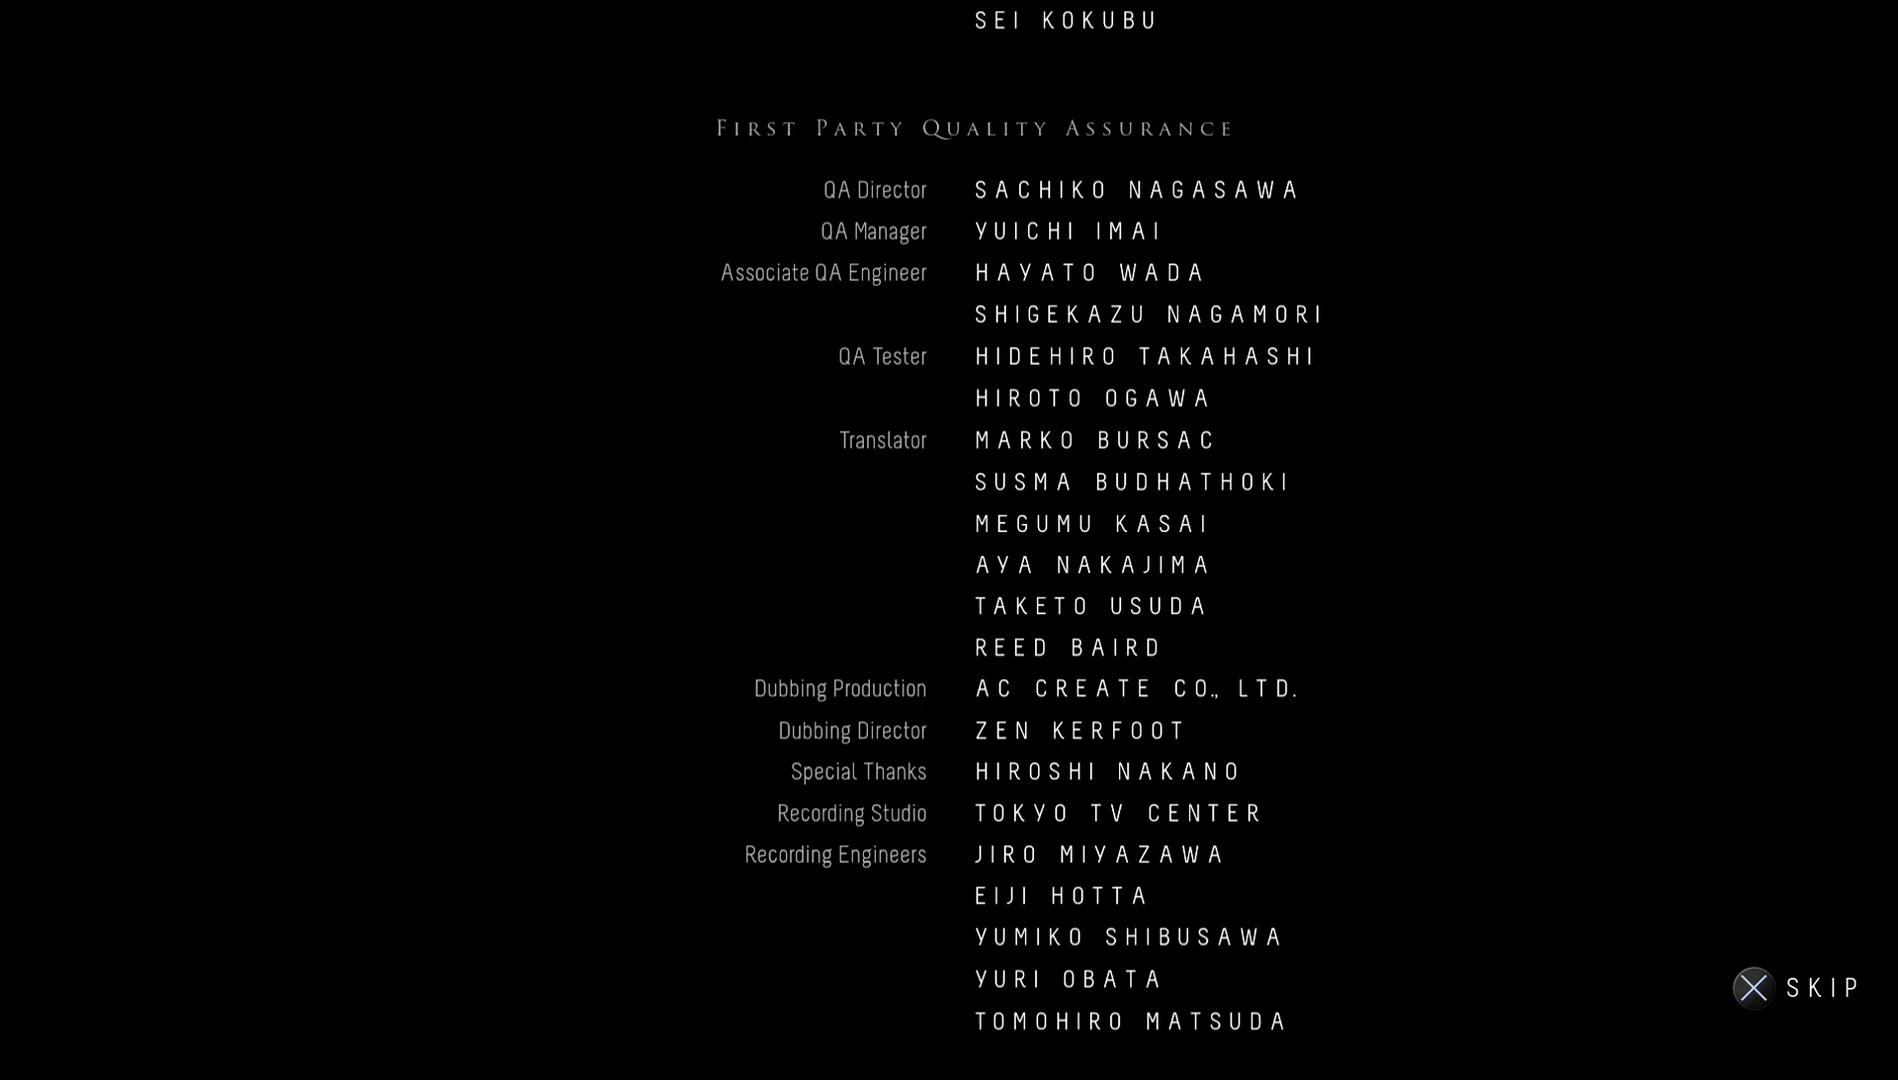 SEI KOKUBU
FIRST PARTY QUALITY ASSURANCE
QA Director SACHIKO NAGASAWA
QA Manager YUICHI IMAI
Associate QA Engineer HAYATO WADA
SHIGEKAZU NAGAMORI
QA Tester HIDEHIRO TAKAHASHI
HIROTO OGAWA
Translator MARKO BURSAC
SUSMA BUDHATHOKI
MEGUMU KASAI
AYA NAKAJIMA
TAKETO USUDA
REED BAIRD
Dubbing Production AC CREATE CO., LTD.
Dubbing Director ZEN KERFOOT
Special Thanks HIROSHI NAKANO
Recording Studio TOKYO TV CENTER
Recording Engineers JIRO MIYAZAWA
EIJI HOTTA
YUMIKO SHIBUSAWA
YURI OBATA
SKIP
TOMOHIRO MATSUDA